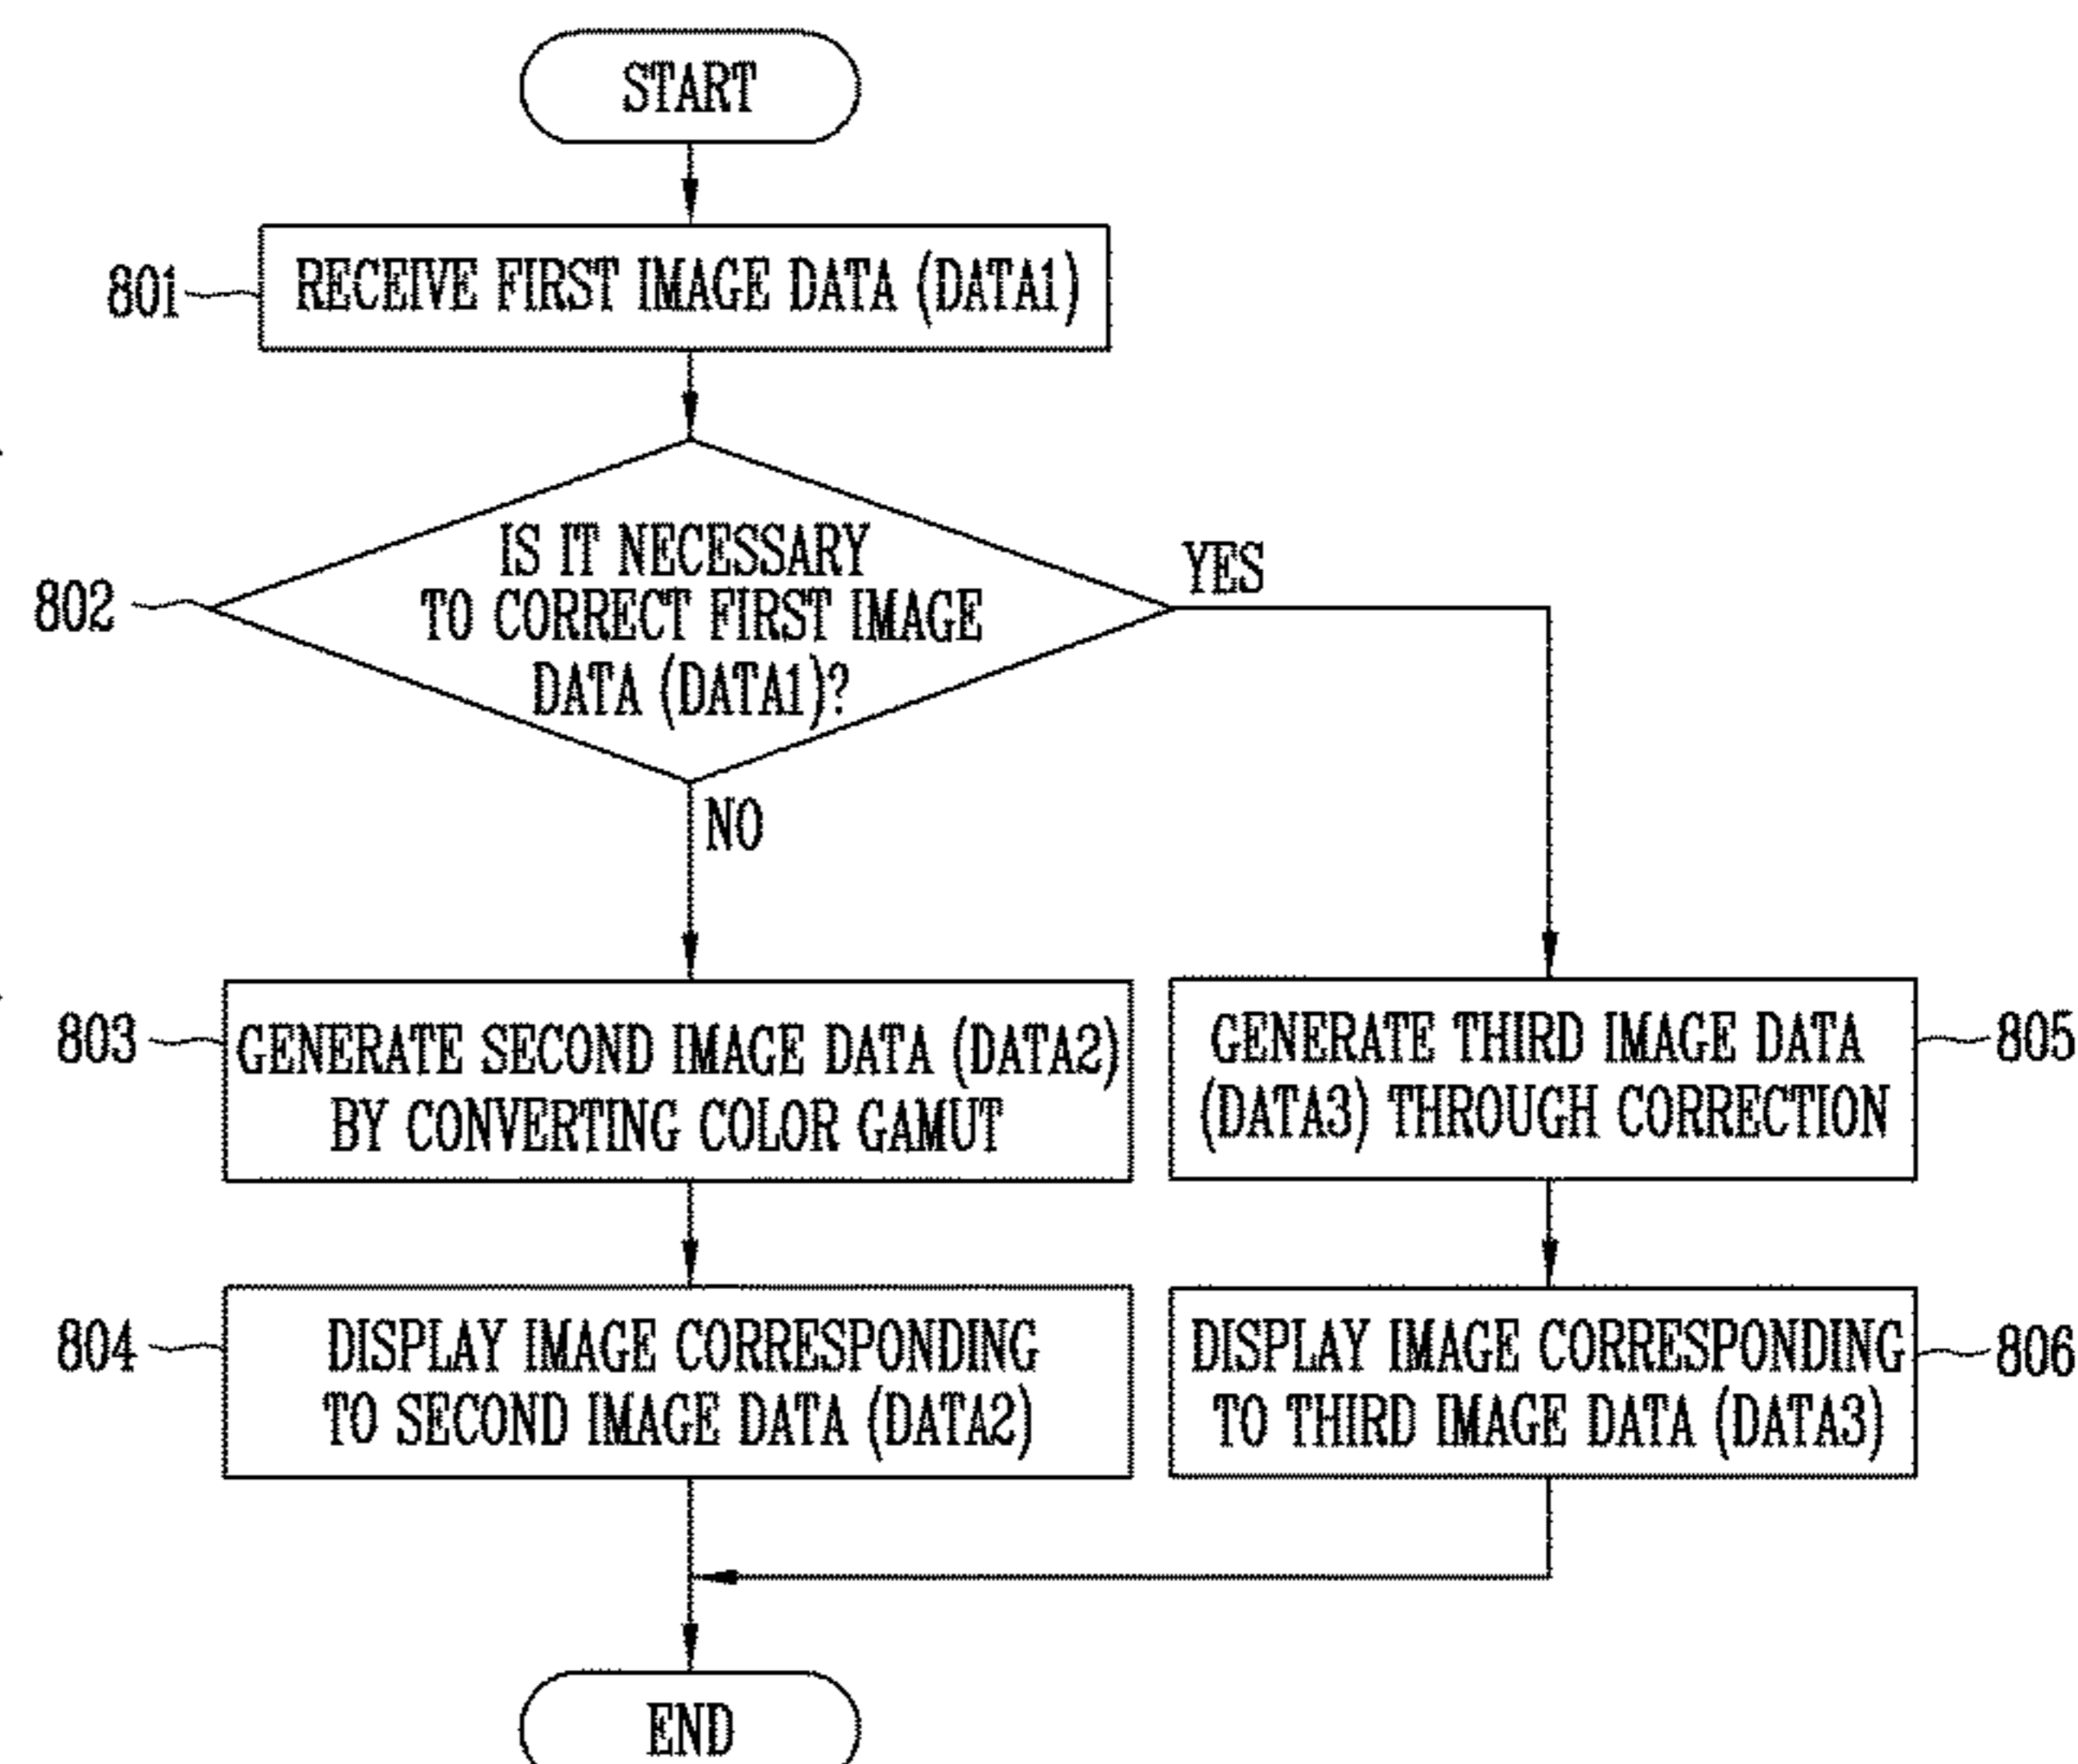 START
801
RECEIVE FIRST IMAGE DATA (DATA1)
802
IS IT NECESSARY
TO CORRECT FIRST IMAGE
DATA (DATA1)?
YES
NO
803
GENERATE SECOND IMAGE DATA (DATA2)
BY CONVERTING COLOR GAMUT
GENERATE THIRD IMAGE DATA
(DATA3) THROUGH CORRECTION
805
804
DISPLAY IMAGE CORRESPONDING
TO SECOND IMAGE DATA (DATA2)
DISPLAY IMAGE CORRESPONDING
TO THIRD IMAGE DATA (DATA3)
806
END